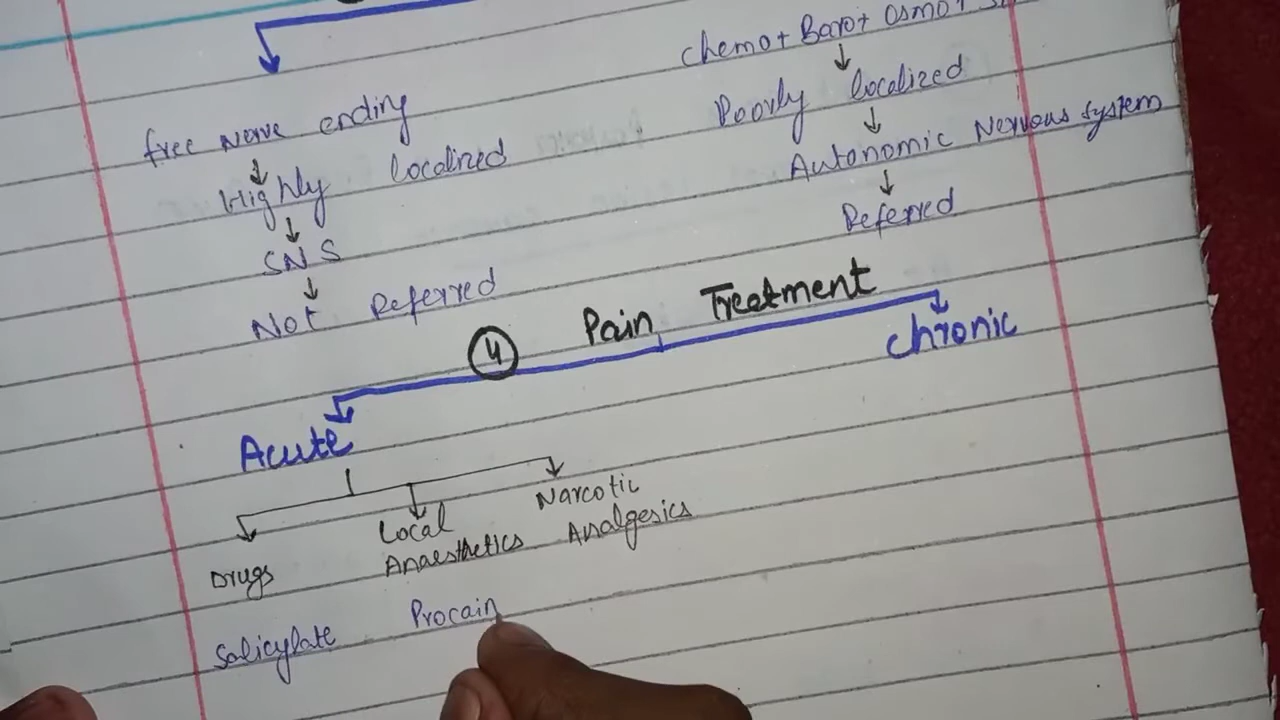 free Nerve ending
Highly localized
SNS
Not Referred
Chemo + Baro + Osmo +
Poorly localized
Autonomic Nervous System
Referred
4 Pain Treatment
Acute
Chronic
Drugs
Local
Anaesthetics
Narcotic
Analgesics
Salicylate
Procain